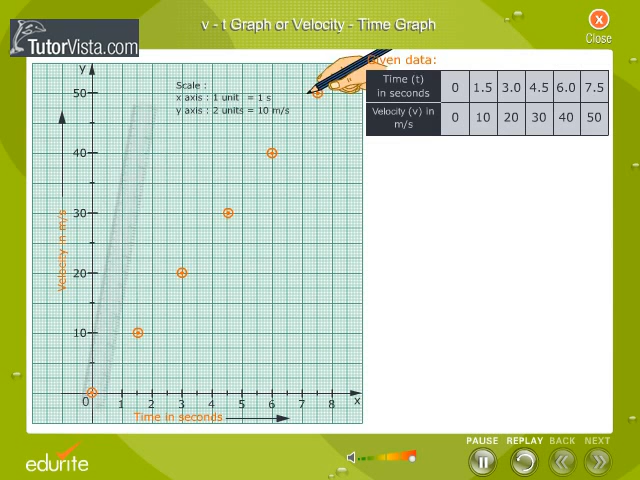 v - t Graph or Velocity - Time Graph
TutorVista.com
Close
Given data:
Time (t) in seconds 0 1.5 3.0 4.5 6.0 7.5
Velocity (v) in m/s 0 10 20 30 40 50
Scale :
x axis : 1 unit = 1 s
y axis : 2 units = 10 m/s
y
50
40
30
20
10
Velocity in m/s
0 1 2 3 4 5 6 7 8 x
Time in seconds
edurite
PAUSE REPLAY BACK NEXT